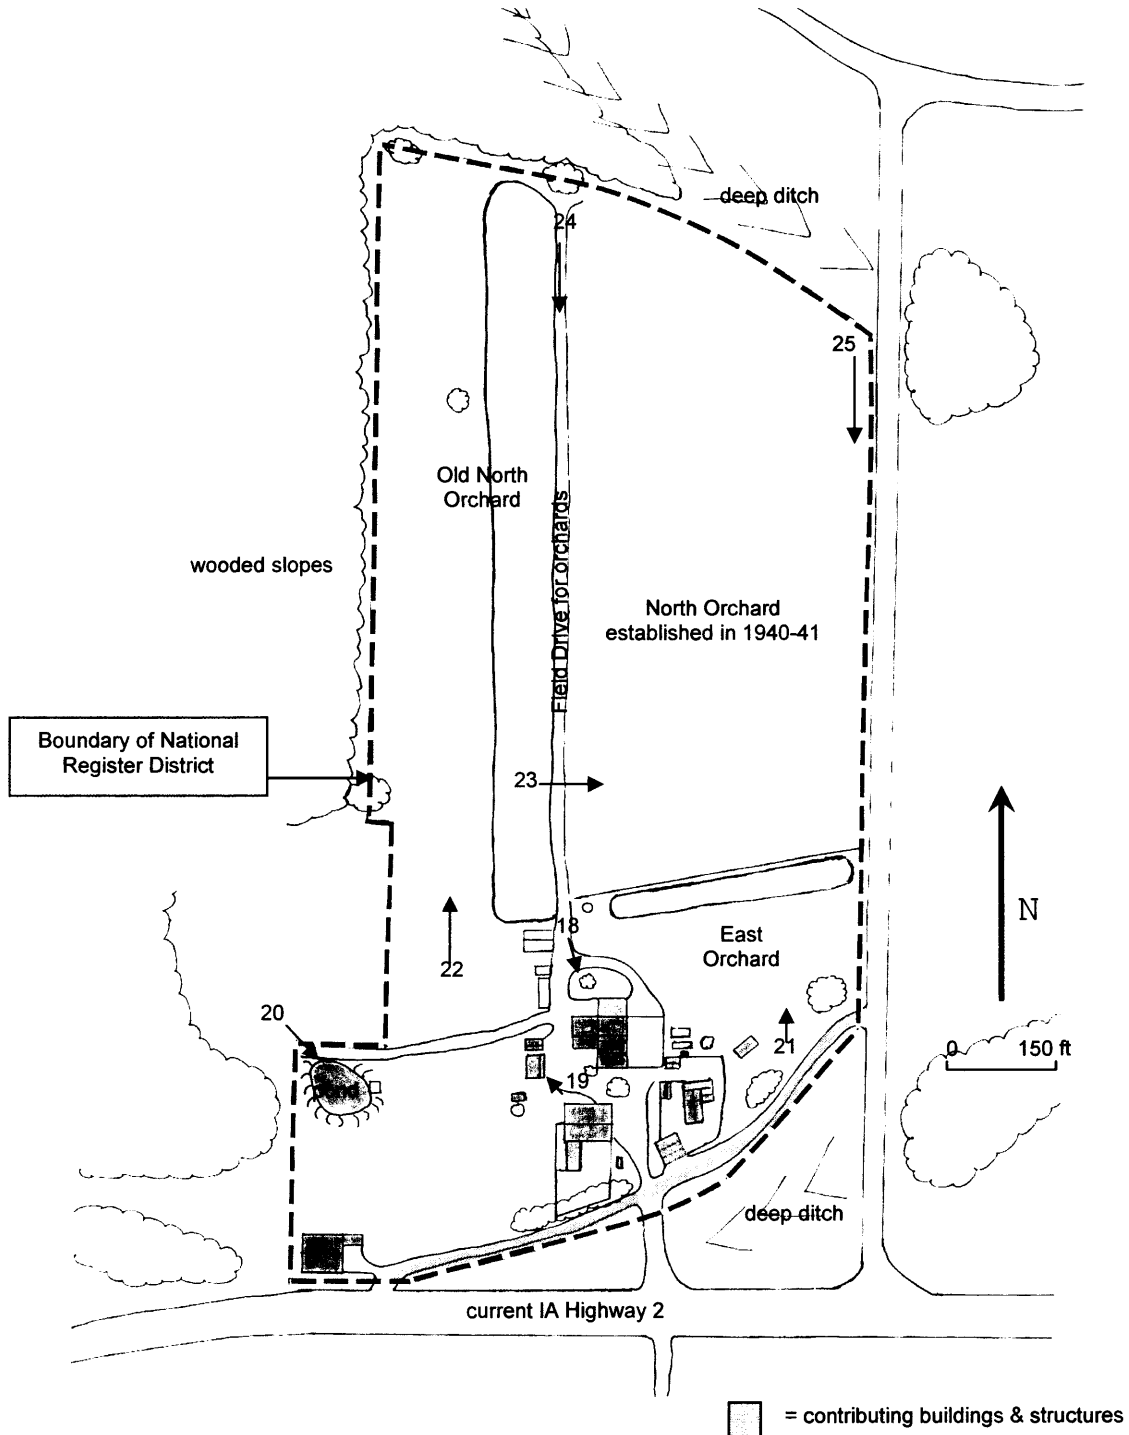 deep ditch
24
25
Old North
Orchard
Field Drive for orchards
wooded slopes
North Orchard
established in 1940-41
Boundary of National
Register District
23
N
18
East
Orchard
22
20
21
0 150 ft
pond
19
deep ditch
current IA Highway 2
= contributing buildings & structures